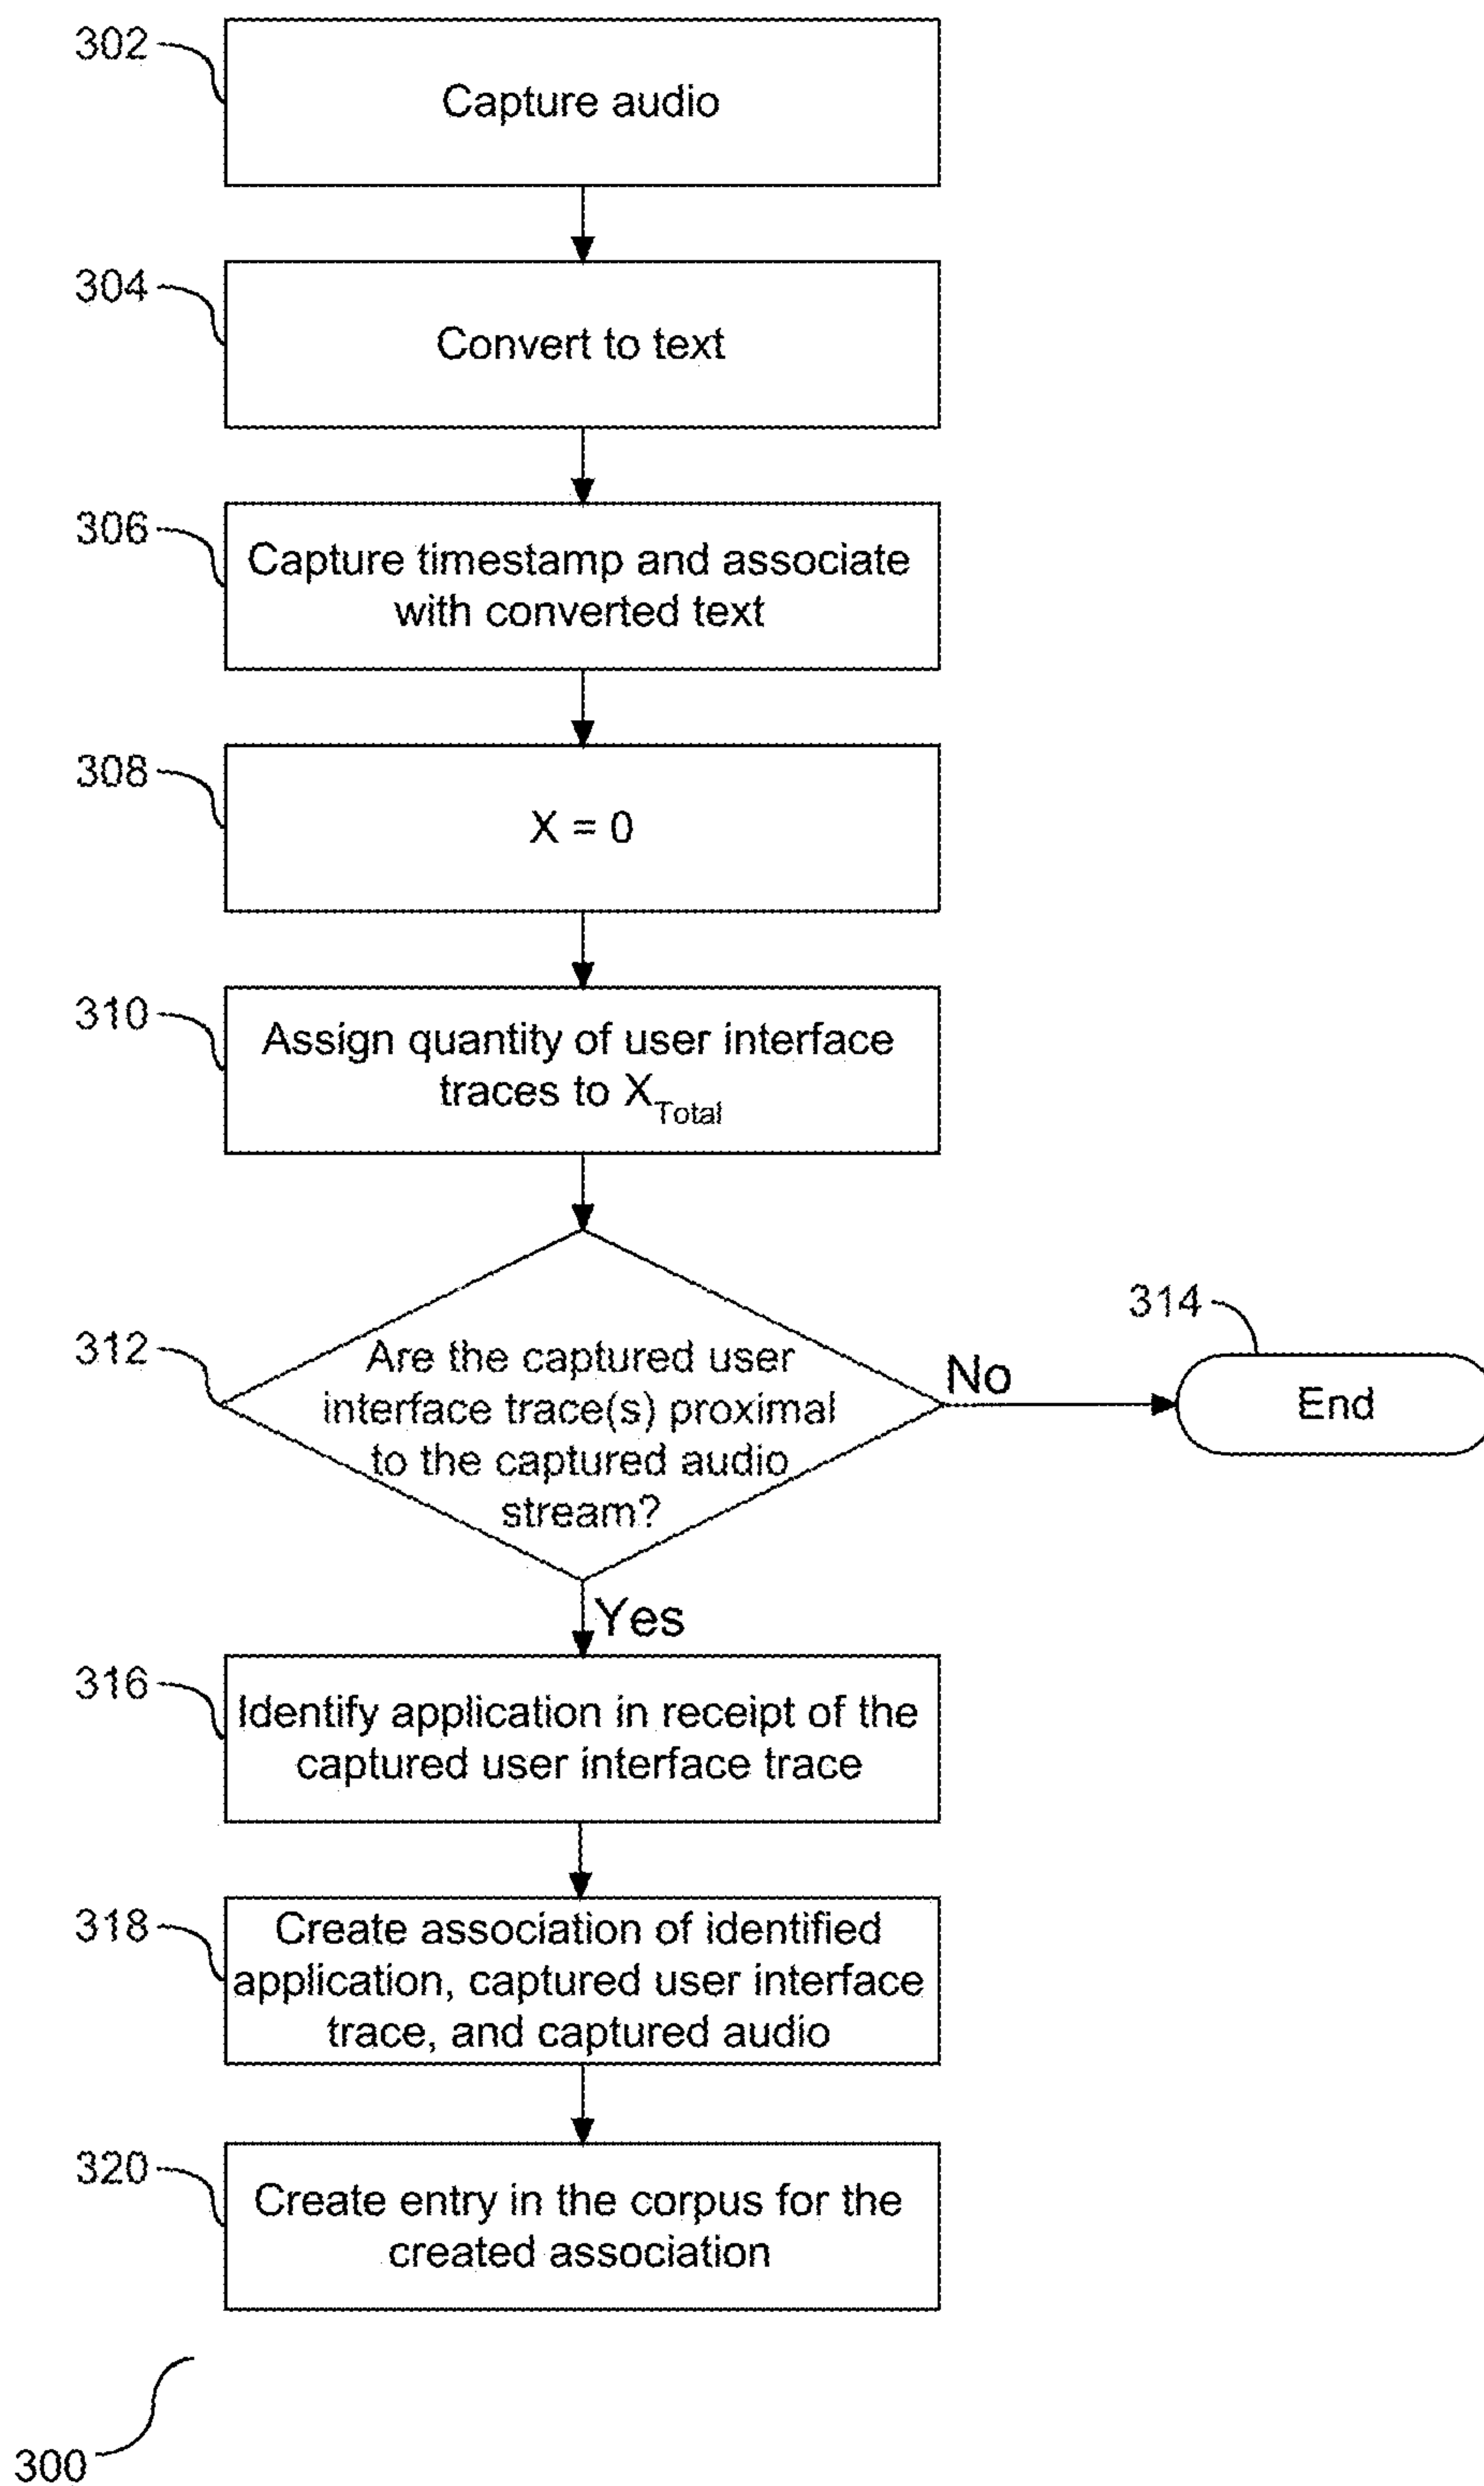 302
Capture audio
304
Convert to text
306
Capture timestamp and associate
with converted text
308
X = 0
310
Assign quantity of user interface
traces to X_Total
312
Are the captured user
interface trace(s) proximal
to the captured audio
stream?
No
314
End
Yes
316
Identify application in receipt of the
captured user interface trace
318
Create association of identified
application, captured user interface
trace, and captured audio
320
Create entry in the corpus for the
created association
300